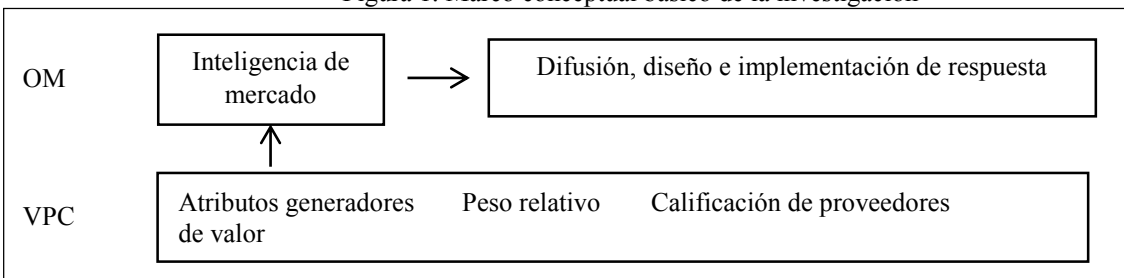 Figura 1. Marco conceptual básico de la investigación
OM
Inteligencia de
mercado
Difusión, diseño e implementación de respuesta
VPC
Atributos generadores Peso relativo Calificación de proveedores
de valor